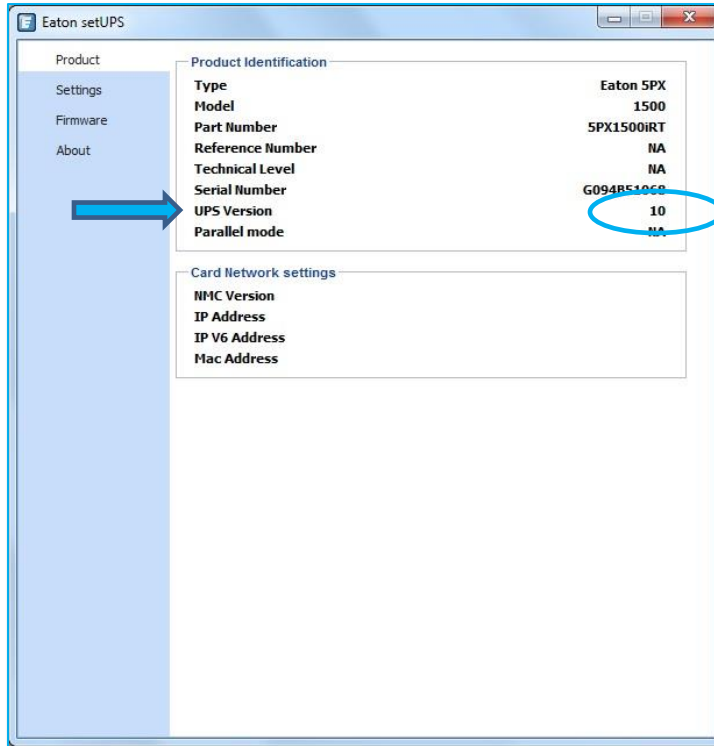 Eaton setUPS
Product
Settings
Firmware
About
Product Identification
Type Eaton 5PX
Model 1500
Part Number 5PX1500iRT
Reference Number NA
Technical Level NA
Serial Number G094B51068
UPS Version 10
Parallel mode NA
Card Network settings
NMC Version
IP Address
IP V6 Address
Mac Address